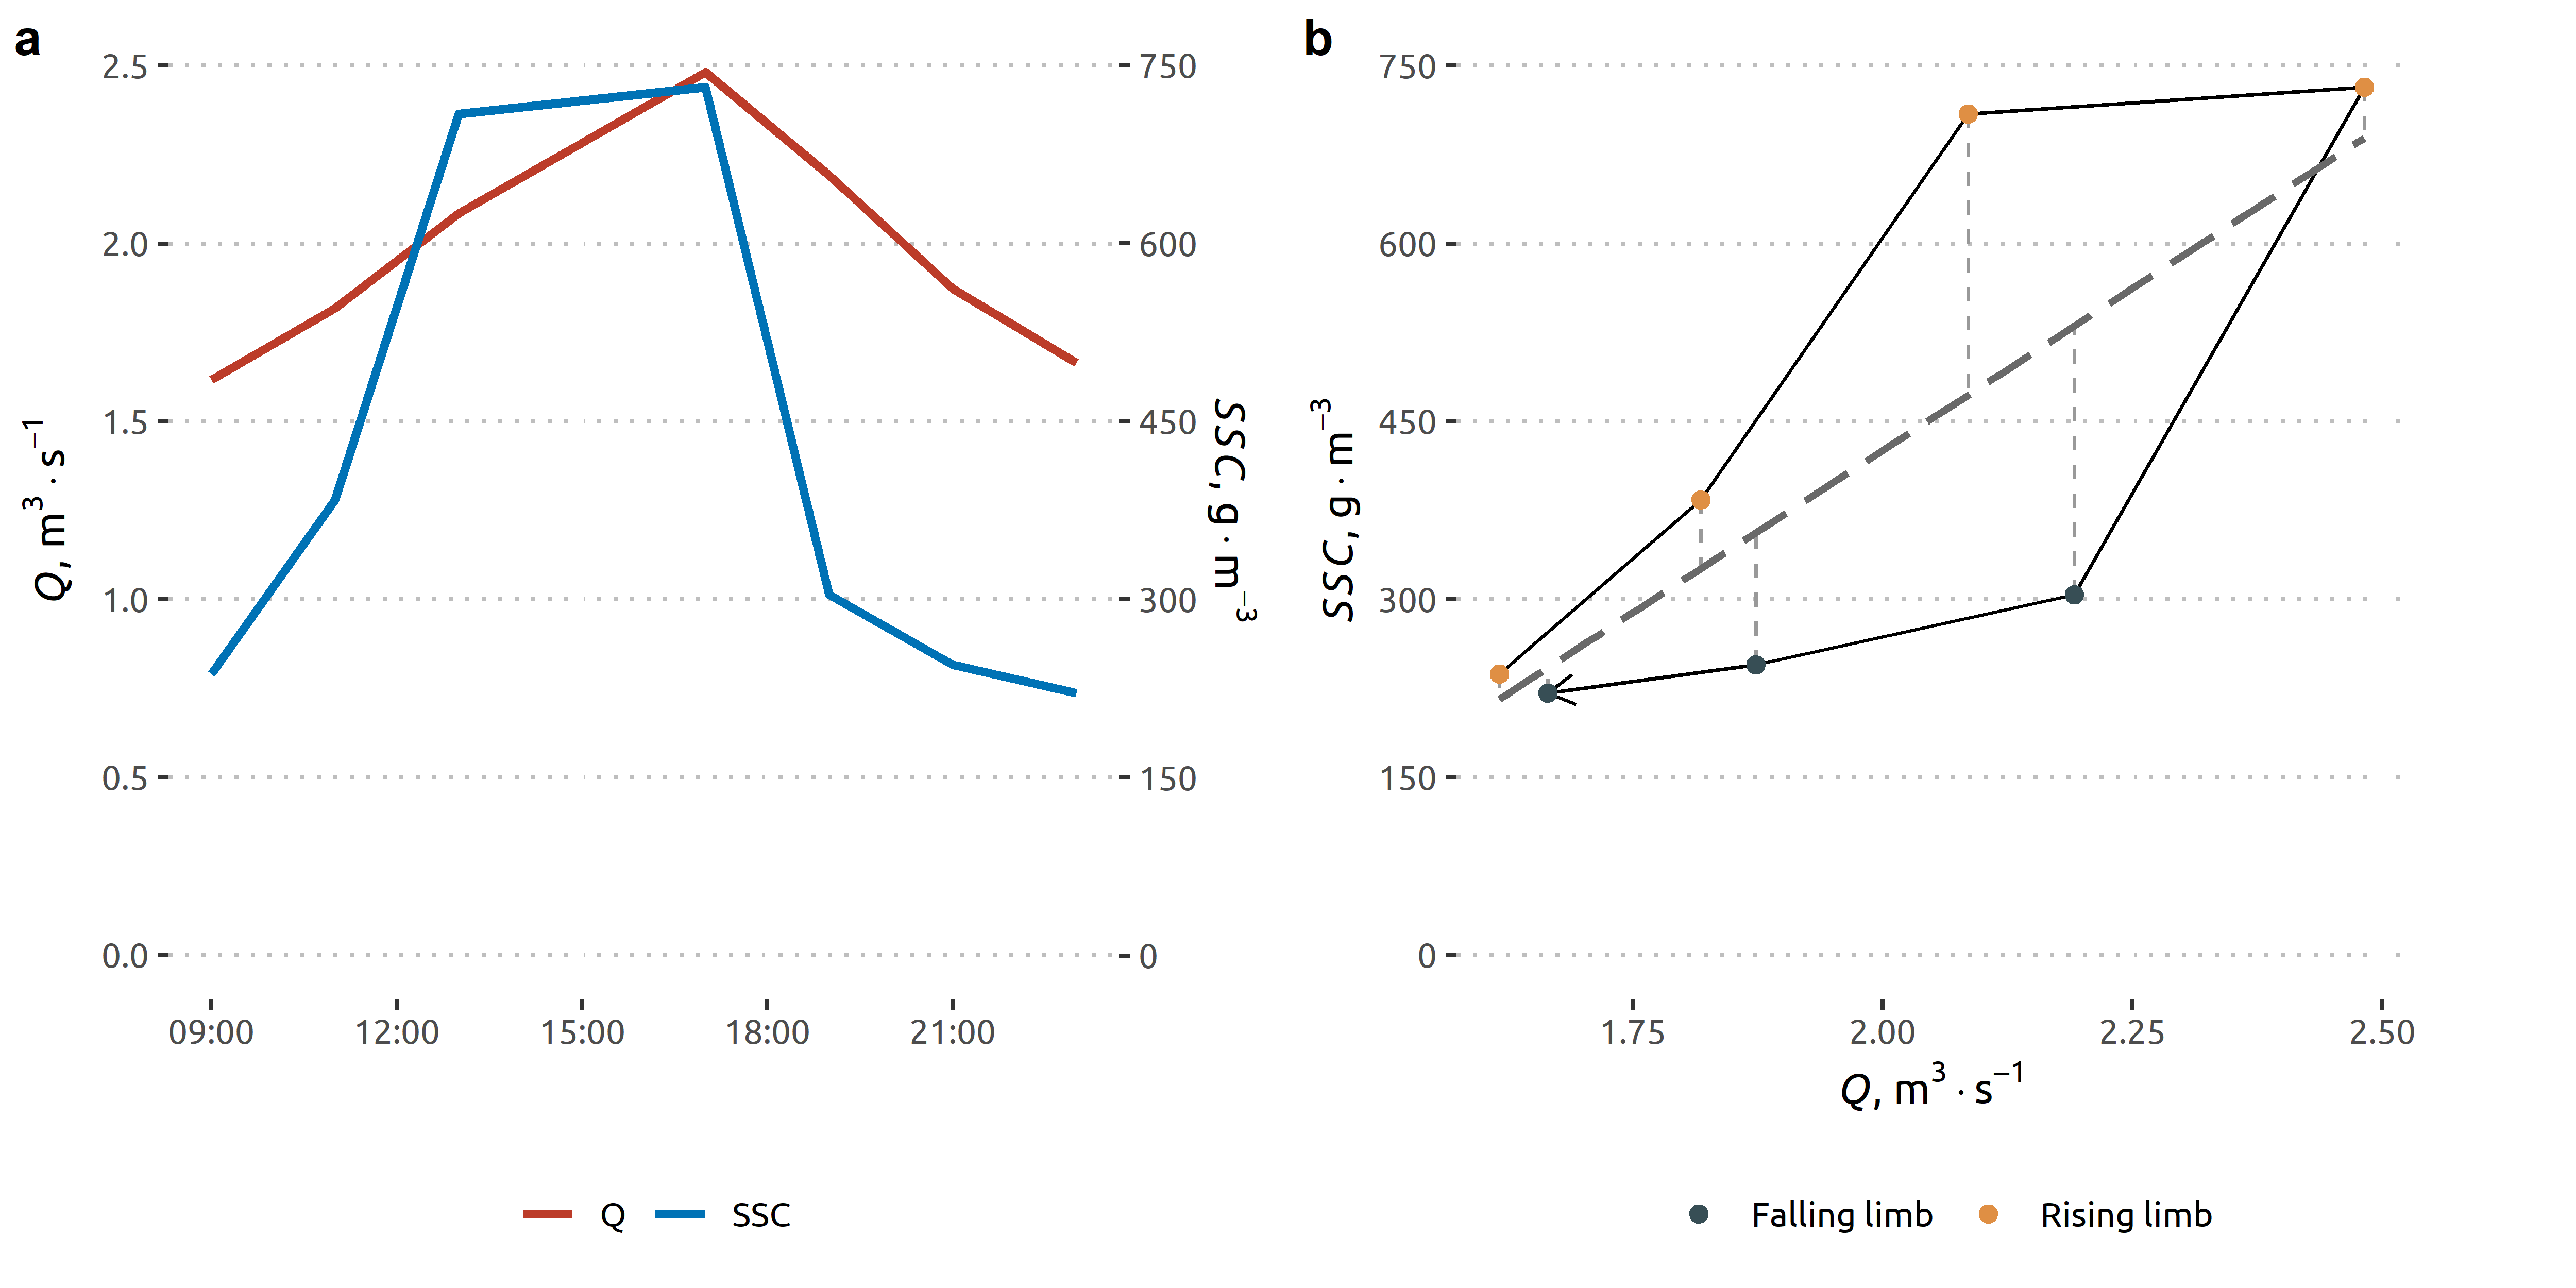 a
2.5
2.0
1.5
1.0
0.5
0.0
Q, m³ · s⁻¹
750
600
450
300
150
0
SSC, g · m⁻³
09:00 12:00 15:00 18:00 21:00
Q SSC
b
750
600
450
300
150
0
SSC, g · m⁻³
1.75 2.00 2.25 2.50
Q, m³ · s⁻¹
Falling limb Rising limb